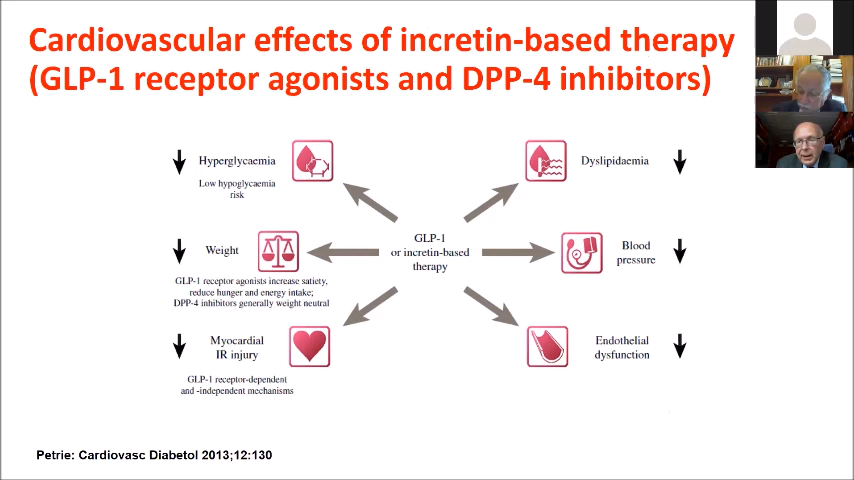 Cardiovascular effects of incretin-based therapy
(GLP-1 receptor agonists and DPP-4 inhibitors)
Hyperglycaemia
Low hypoglycaemia
risk
Dyslipidaemia
Weight
GLP-1 receptor agonists increase satiety,
reduce hunger and energy intake;
DPP-4 inhibitors generally weight neutral
GLP-1
or incretin-based
therapy
Blood
pressure
Myocardial
IR injury
GLP-1 receptor-dependent
and -independent mechanisms
Endothelial
dysfunction
Petrie: Cardiovasc Diabetol 2013;12:130